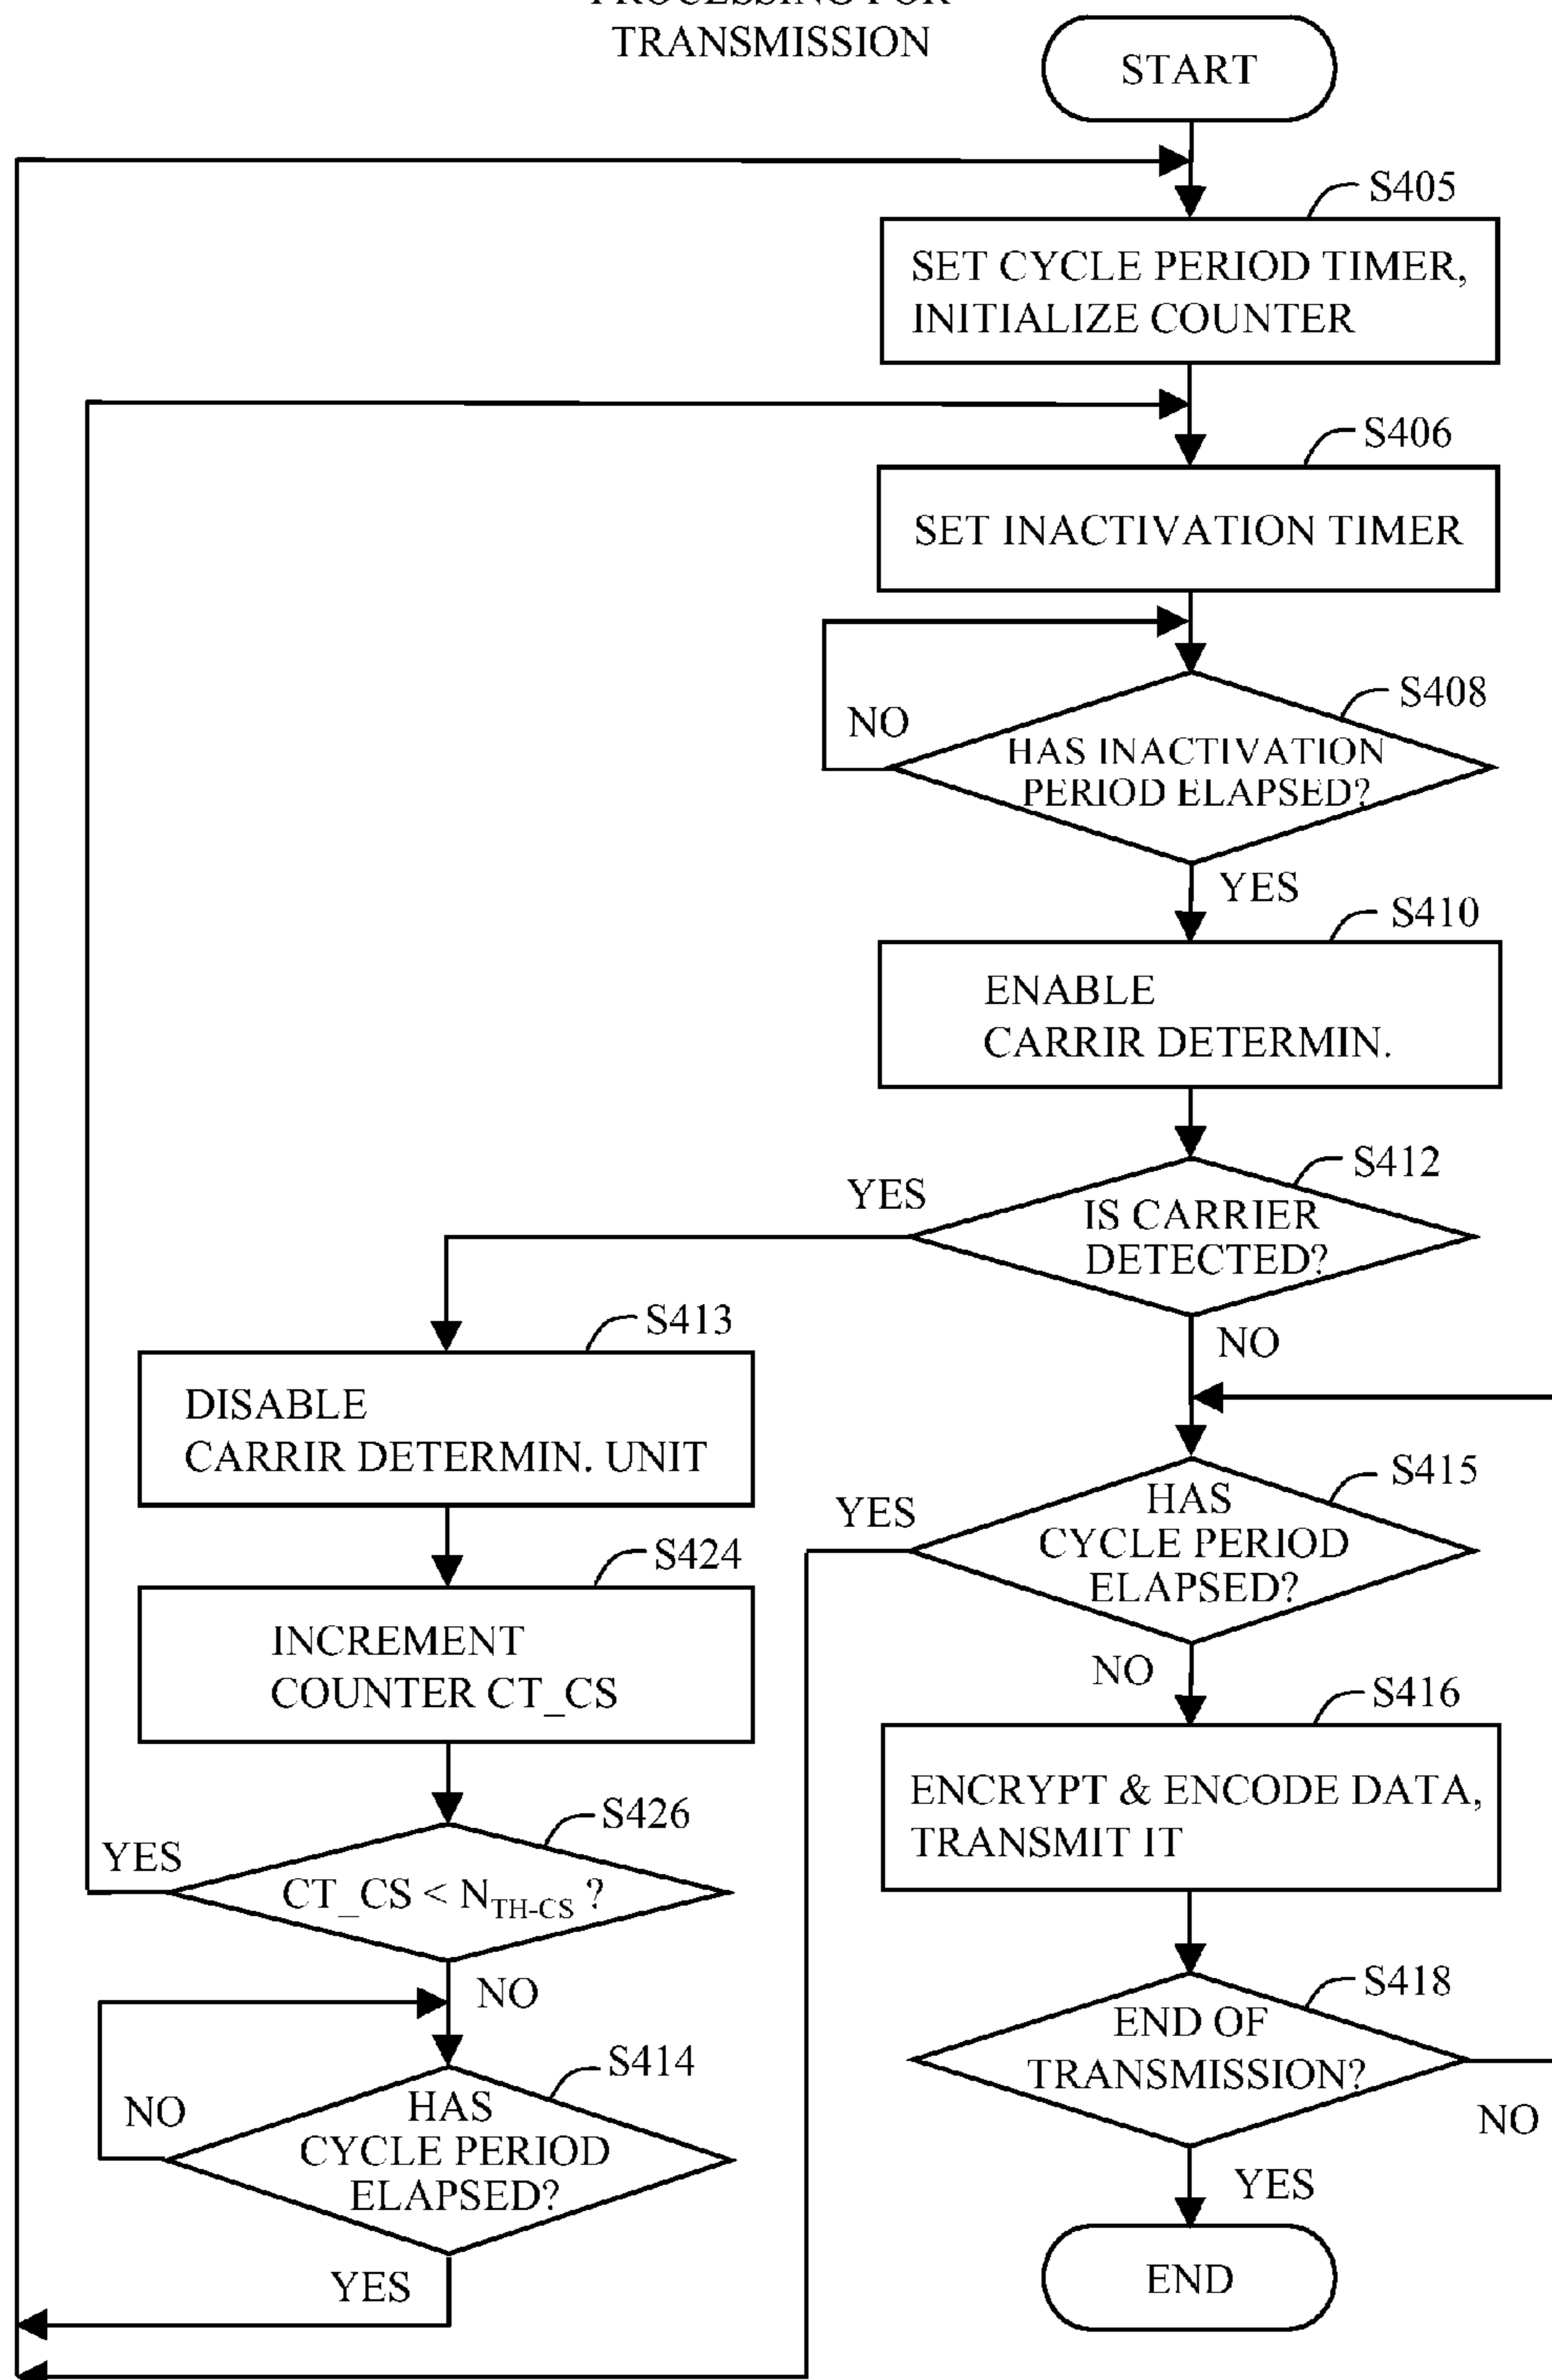 PROCESSING FOR
TRANSMISSION
START
S405
SET CYCLE PERIOD TIMER,
INITIALIZE COUNTER
S406
SET INACTIVATION TIMER
S408
NO
HAS INACTIVATION
PERIOD ELAPSED?
YES
S410
ENABLE
CARRIR DETERMIN.
S412
YES
IS CARRIER
DETECTED?
NO
S413
DISABLE
CARRIR DETERMIN. UNIT
S424
INCREMENT
COUNTER CT_CS
S426
YES
CT_CS < N_TH-CS ?
NO
S414
NO
HAS
CYCLE PERIOD
ELAPSED?
YES
S415
YES
HAS
CYCLE PERIOD
ELAPSED?
NO
S416
ENCRYPT & ENCODE DATA,
TRANSMIT IT
S418
END OF
TRANSMISSION?
NO
YES
END